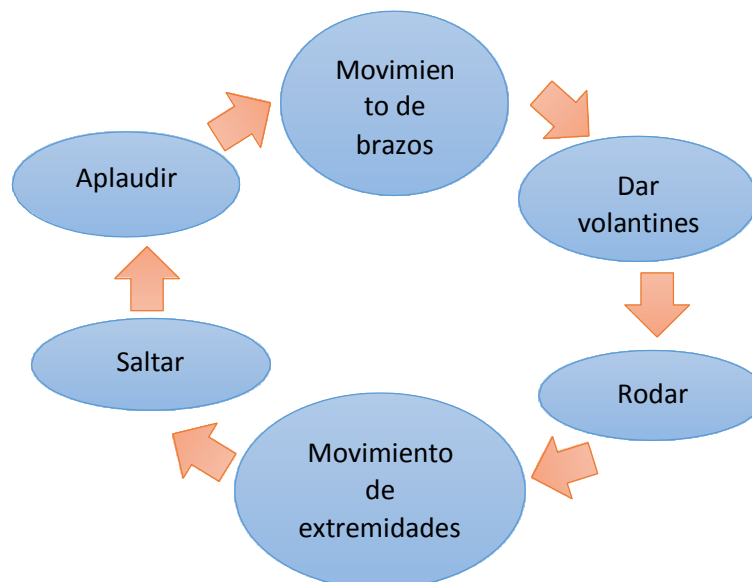 Movimien
to de
brazos
Dar
volantines
Rodar
Movimiento
de
extremidades
Saltar
Aplaudir